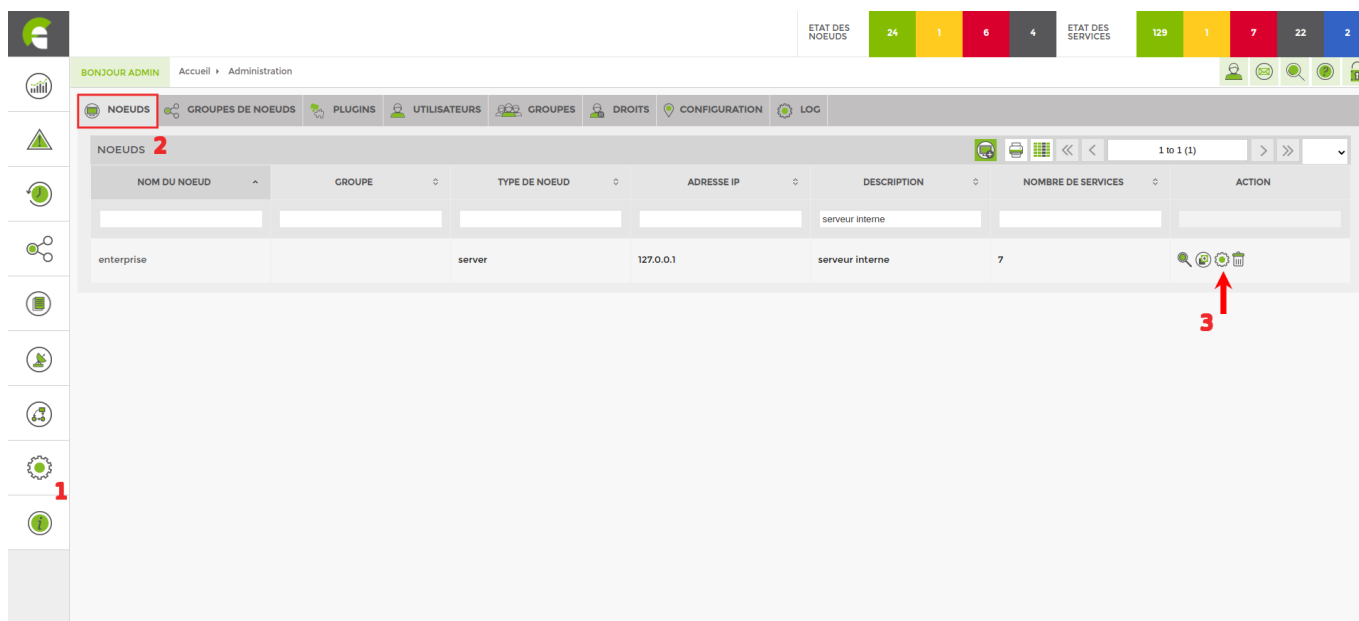 ETAT DES NOEUDS 24 1 6 4 ETAT DES SERVICES 129 1 7 22 2
BONJOUR ADMIN Accueil Administration
NOEUDS GROUPES DE NOEUDS PLUGINS UTILISATEURS GROUPES DROITS CONFIGURATION LOG
NOEUDS 2 1 to 1 (1)
NOM DU NOEUD GROUPE TYPE DE NOEUD ADRESSE IP DESCRIPTION NOMBRE DE SERVICES ACTION
serveur interne
enterprise server 127.0.0.1 serveur interne 7
3
1